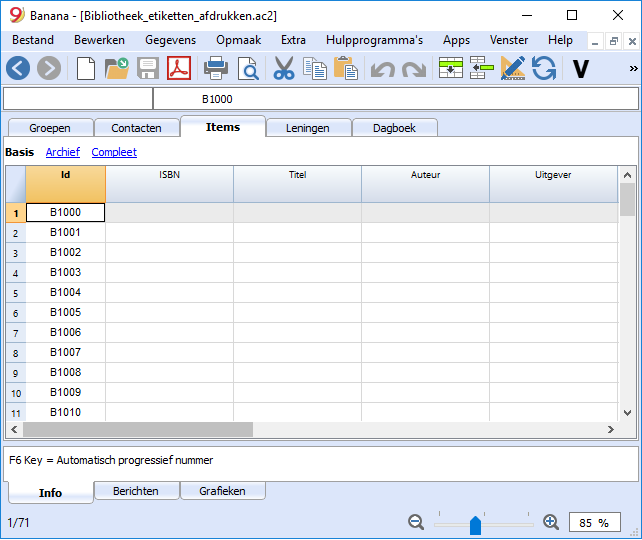 Banana - [Bibliotheek_etiketten_afdrukken.ac2]
Bestand Bewerken Gegevens Opmaak Extra Hulpprogramma's Apps Venster Help
V »
B1000
Groepen Contacten Items Leningen Dagboek
Basis Archief Compleet
Id ISBN Titel Auteur Uitgever
1 B1000
2 B1001
3 B1002
4 B1003
5 B1004
6 B1005
7 B1006
8 B1007
9 B1008
10 B1009
11 B1010
F6 Key = Automatisch progressief nummer
Info Berichten Grafieken
1/71 85 %